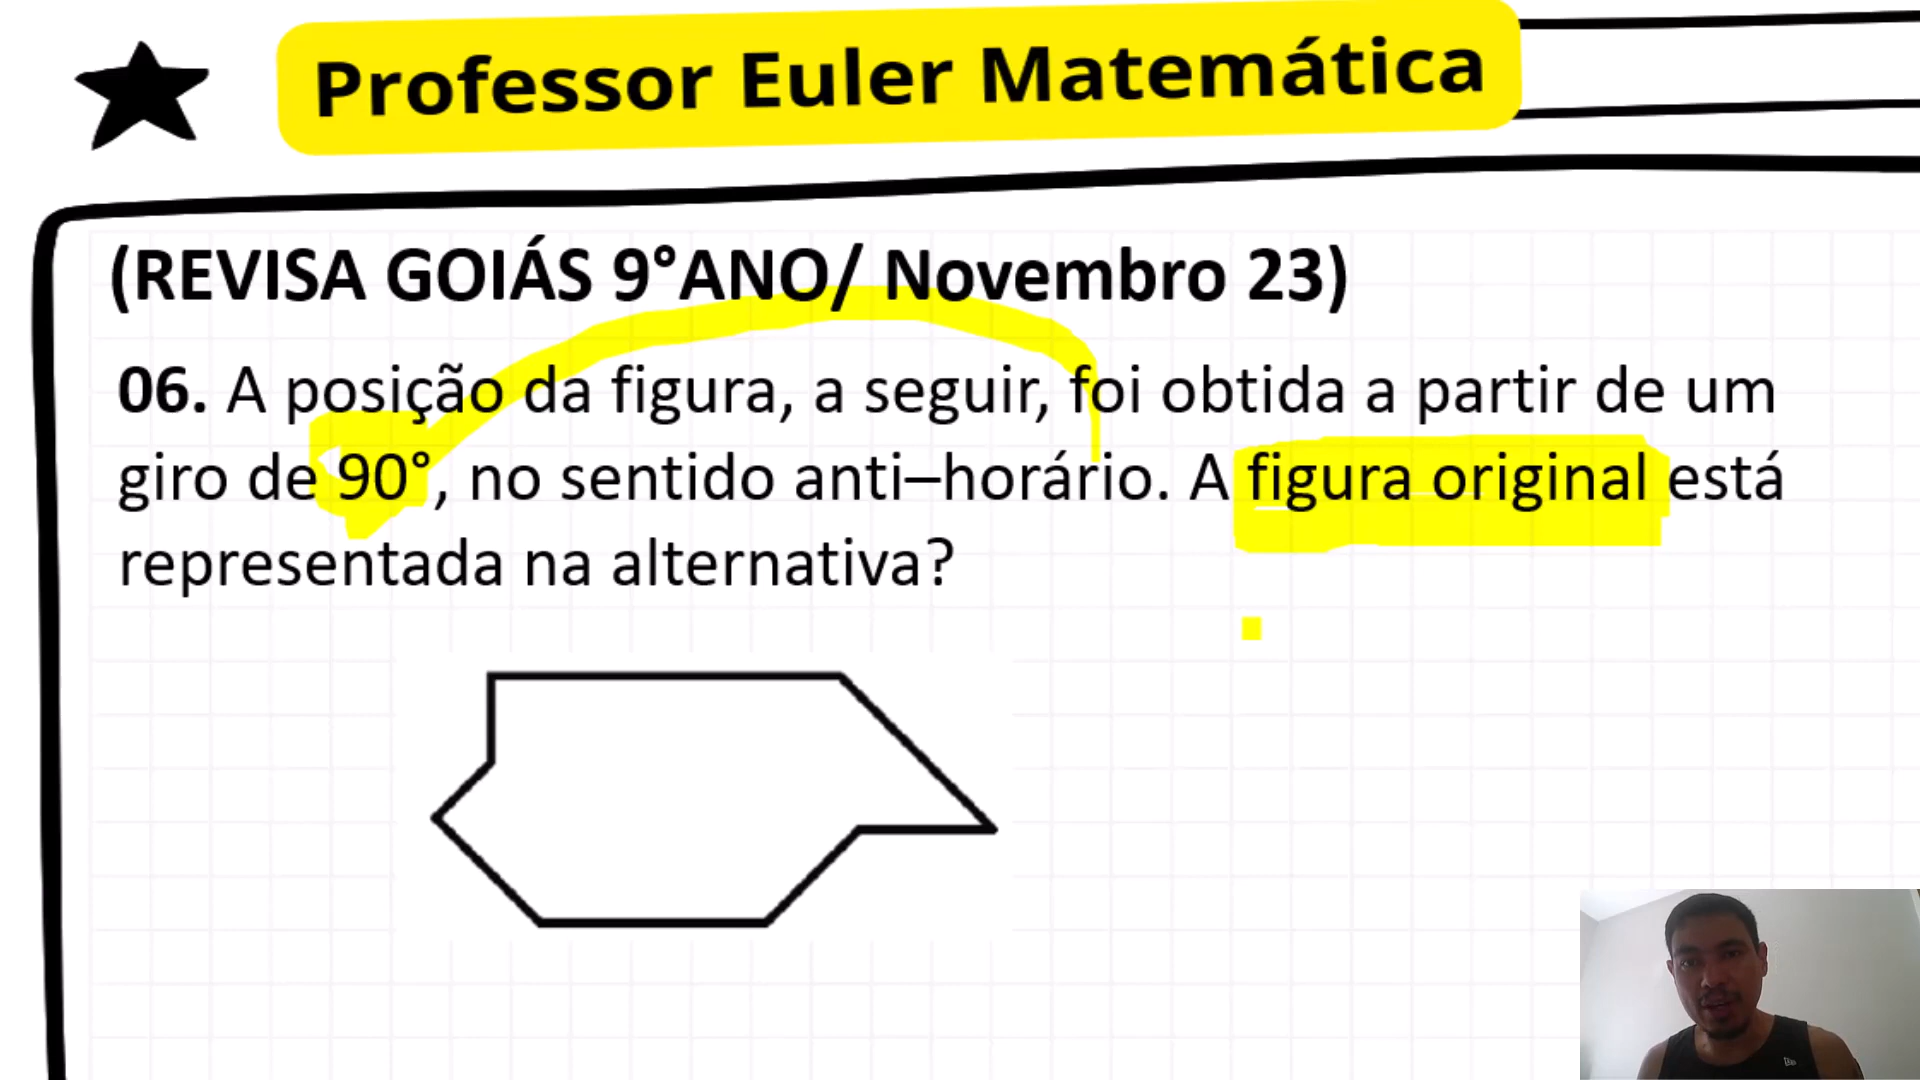 Professor Euler Matemática
(REVISA GOIÁS 9°ANO/ Novembro 23)
06. A posição da figura, a seguir, foi obtida a partir de um
giro de 90°, no sentido anti–horário. A figura original está
representada na alternativa?